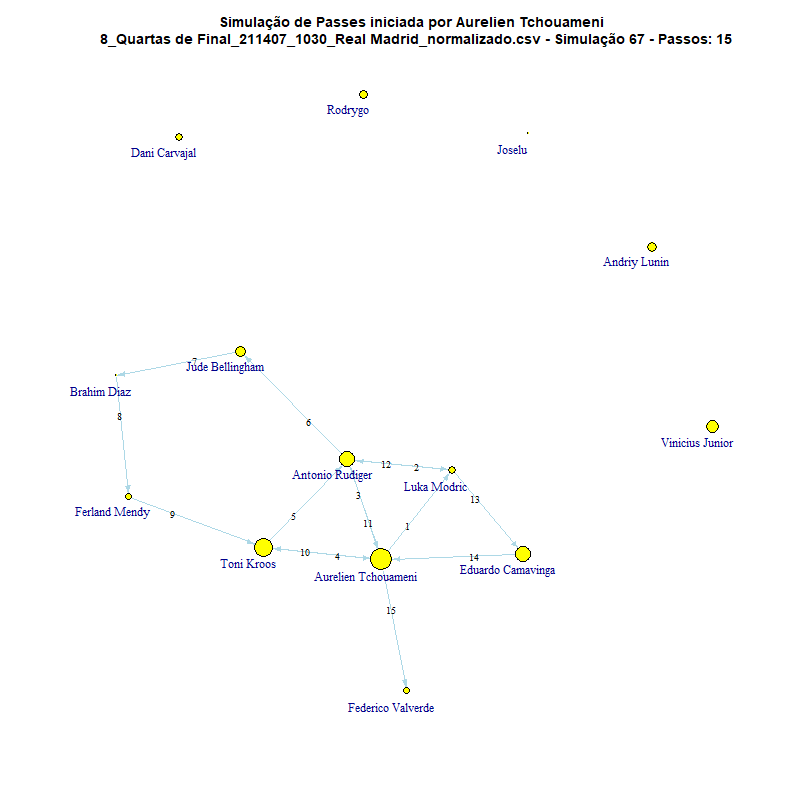 Simulação de Passes iniciada por Aurelien Tchouameni
8_Quartas de Final_211407_1030_Real Madrid_normalizado.csv - Simulação 67 - Passos: 15
Rodrygo
Dani Carvajal
Joselu
Andriy Lunin
7
Jude Bellingham
Brahim Diaz
8
6
Vinicius Junior
12
2
Antonio Rudiger
Luka Modric
3
13
Ferland Mendy
9
5
11
1
10
4
14
Toni Kroos
Aurelien Tchouameni
Eduardo Camavinga
15
Federico Valverde